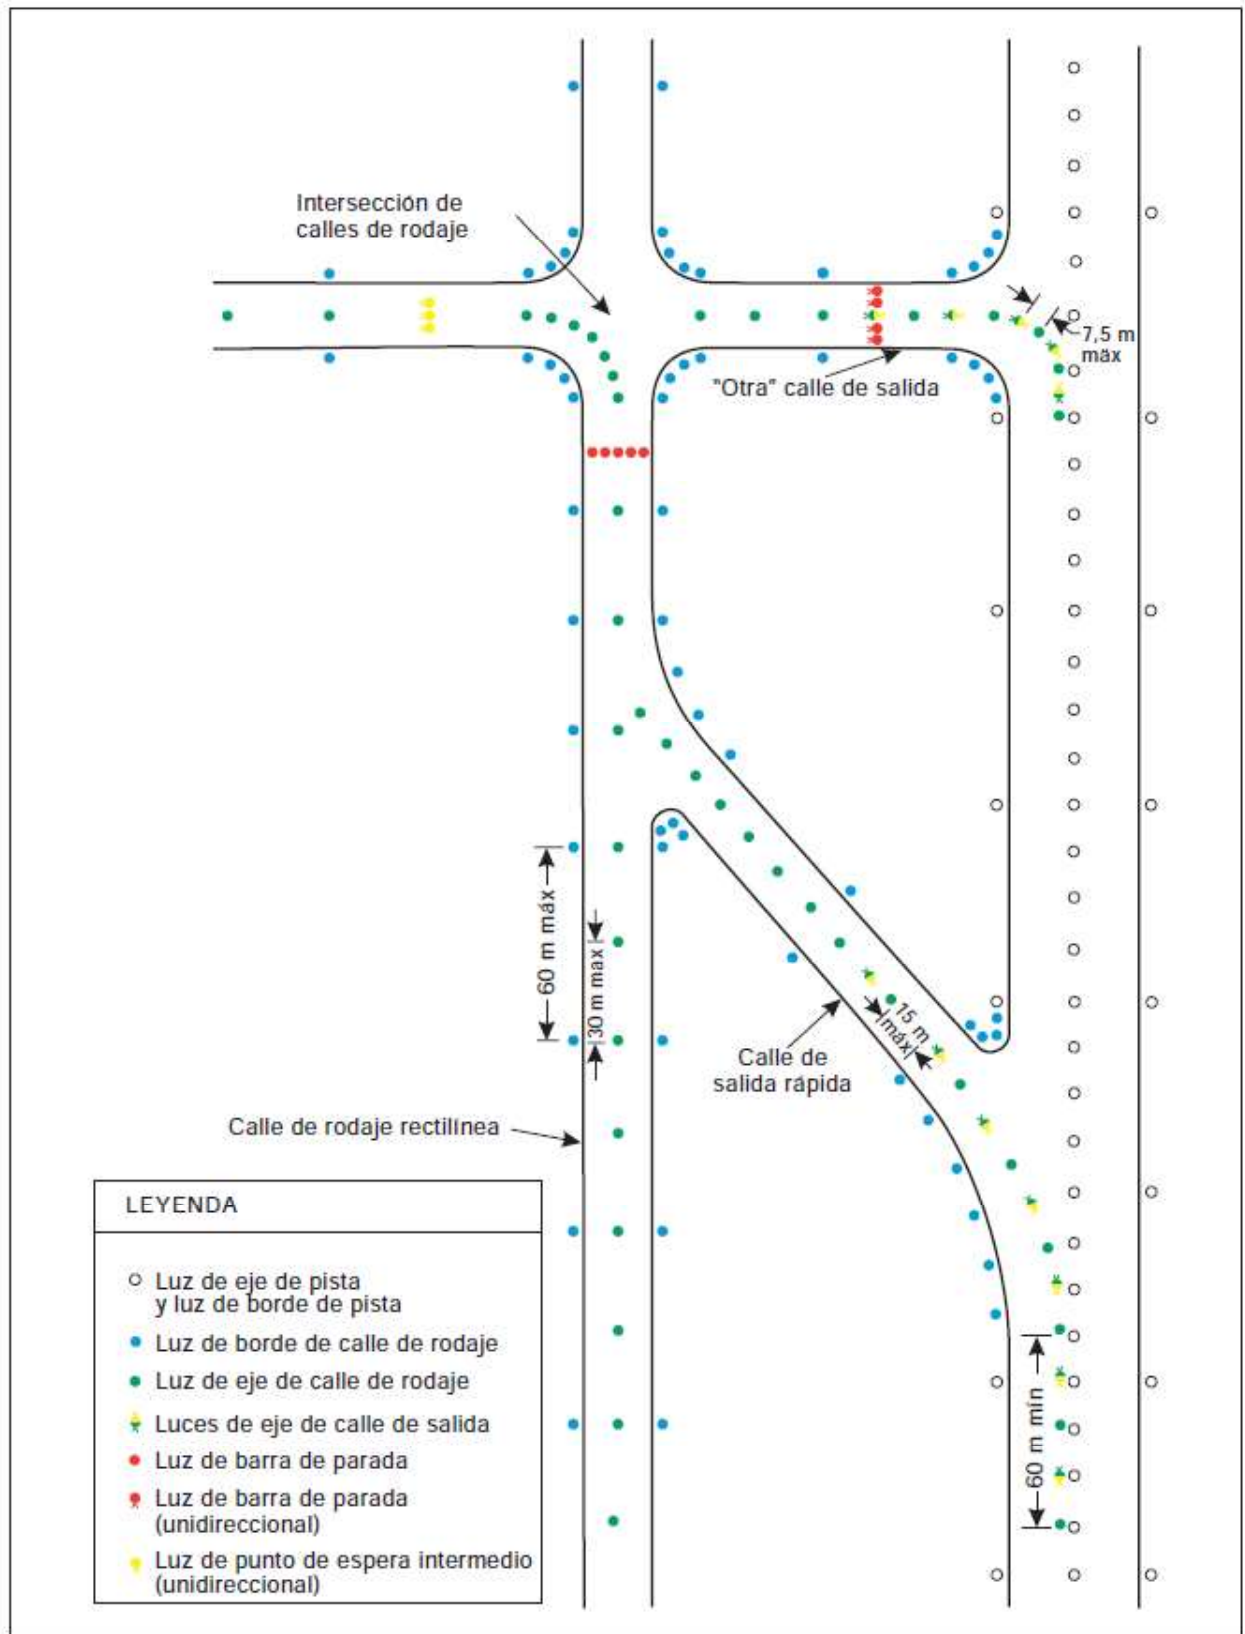 Intersección de
calles de rodaje
7,5 m
máx
"Otra" calle de salida
60 m máx
30 m max
15 m
máx
Calle de
salida rápida
Calle de rodaje rectilínea
60 m mín
LEYENDA
Luz de eje de pista
y luz de borde de pista
Luz de borde de calle de rodaje
Luz de eje de calle de rodaje
Luces de eje de calle de salida
Luz de barra de parada
Luz de barra de parada
(unidireccional)
Luz de punto de espera intermedio
(unidireccional)